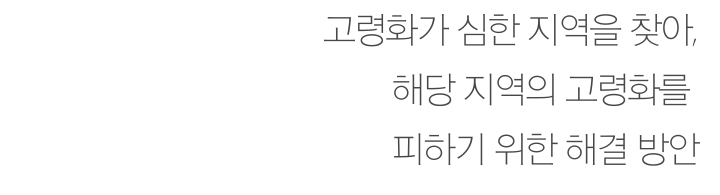 고령화가 심한 지역을 찾아,
해당 지역의 고령화를
피하기 위한 해결 방안